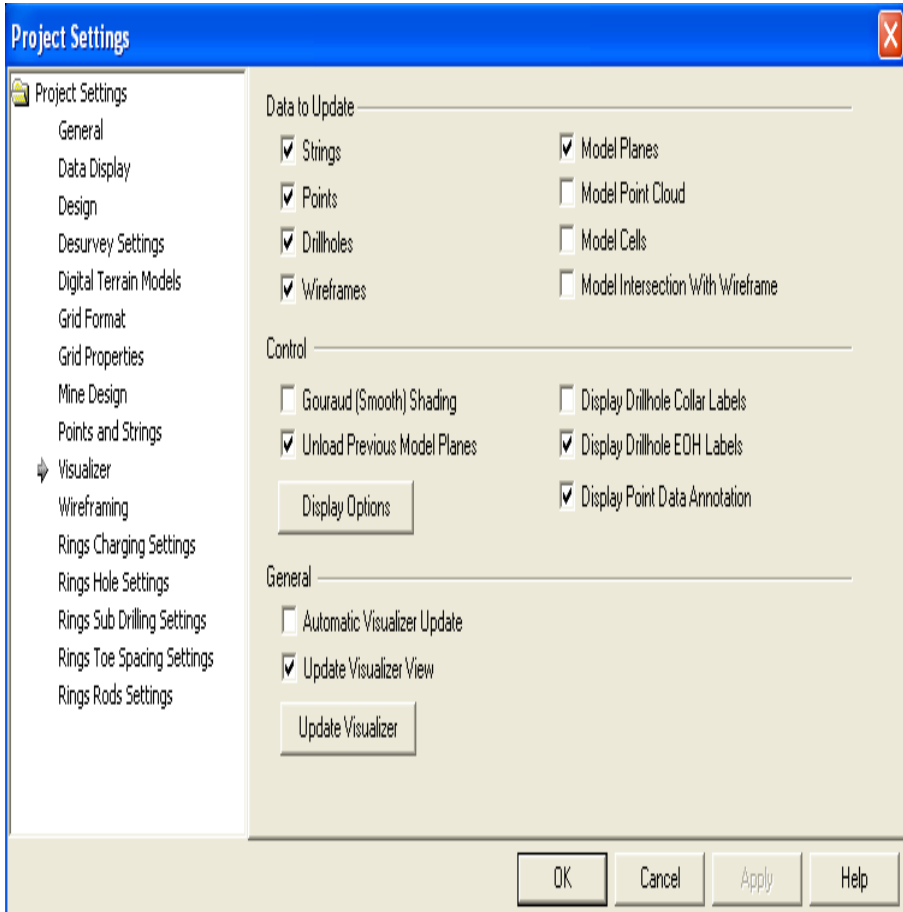 Project Settings
Project Settings
General
Data Display
Design
Desurvey Settings
Digital Terrain Models
Grid Format
Grid Properties
Mine Design
Points and Strings
Visualizer
Wireframing
Rings Charging Settings
Rings Hole Settings
Rings Sub Drilling Settings
Rings Toe Spacing Settings
Rings Rods Settings
Data to Update
Strings
Points
Drillholes
Wireframes
Model Planes
Model Point Cloud
Model Cells
Model Intersection With Wireframe
Control
Gouraud (Smooth) Shading
Unload Previous Model Planes
Display Options
Display Drillhole Collar Labels
Display Drillhole EOH Labels
Display Point Data Annotation
General
Automatic Visualizer Update
Update Visualizer View
Update Visualizer
OK
Cancel
Apply
Help